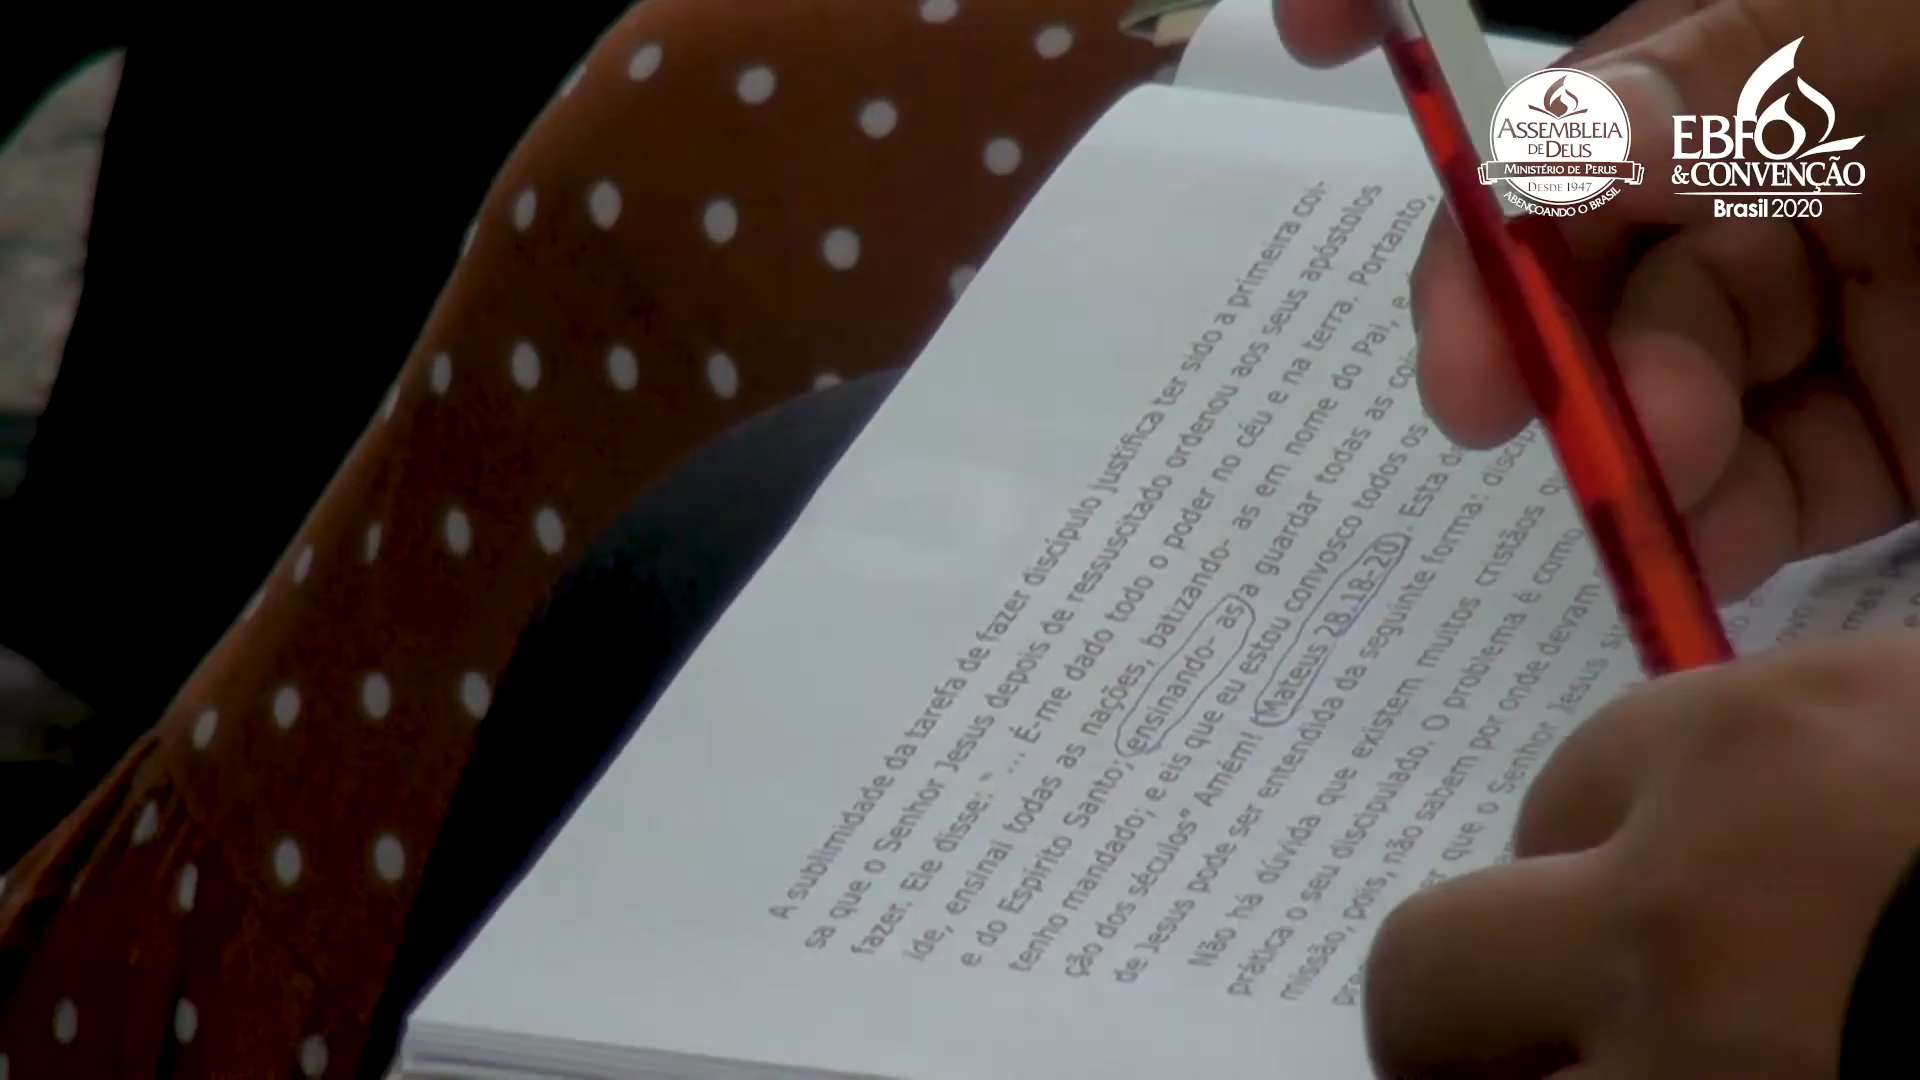 ASSEMBLEIA
DE DEUS
MINISTÉRIO DE PERUS
DESDE 1947
ABENÇOANDO O BRASIL
EBFO
&CONVENÇÃO
Brasil 2020
A sublimidade da tarefa de fazer discípulo justifica ter sido a primeira coi-
sa que o Senhor Jesus depois de ressuscitado ordenou aos seus apóstolos
fazer. Ele disse: " ... É-me dado todo o poder no céu e na terra. Portanto,
ide, ensinai todas as nações, batizando- as em nome do Pai, e
e do Espírito Santo; ensinando- as a guardar todas as
tenho mandado; e eis que eu estou convosco todos os
ção dos séculos" Amém! (Mateus 28.18-20). Esta
de Jesus pode ser entendida da seguinte forma:
Não há dúvida que existem muitos cristãos
prática o seu discipulado. O problema é como
missão, pois, não sabem por onde devam
que o Senhor Jesus